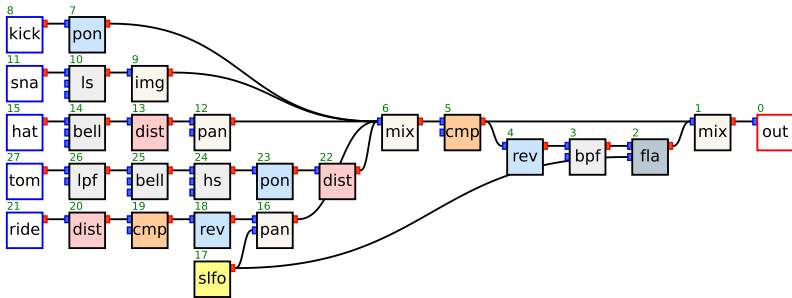 8 7
kick pon
11 10 9 6 5 1 0
sna ls img mix cmp mix out
15 14 13 12 4 3 2
hat bell dist pan rev bpf fla
27 26 25 24 23 22
tom lpf bell hs pon dist
21 20 19 18 16
ride dist cmp rev pan
17
slfo